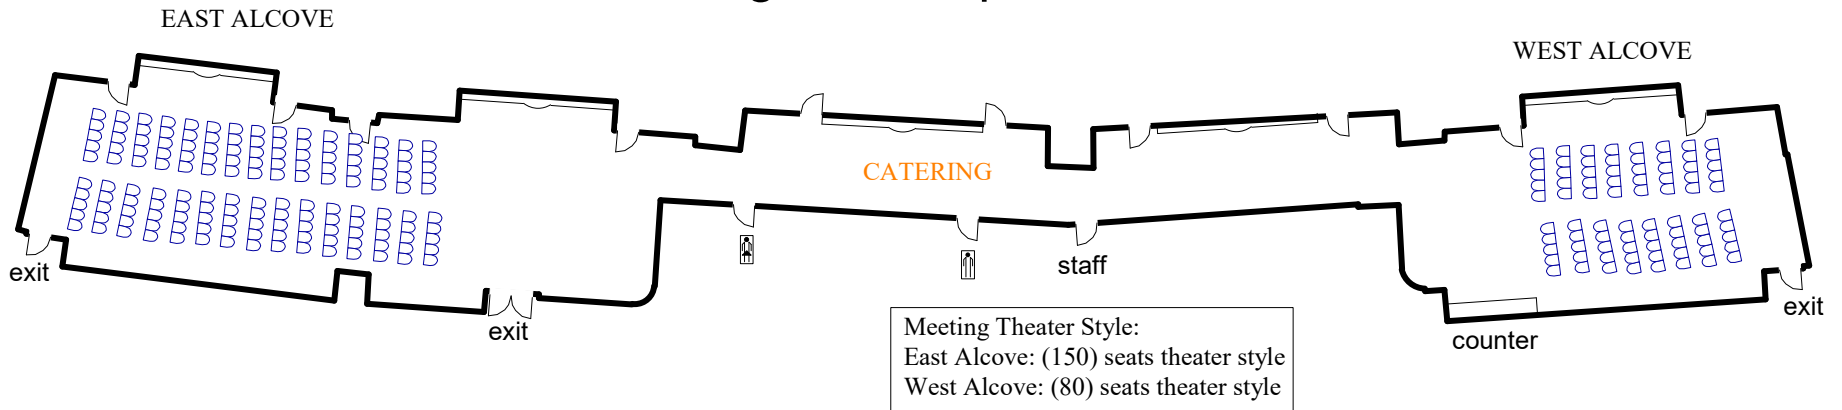 EAST ALCOVE
WEST ALCOVE
CATERING
exit
staff
exit
exit
counter
Meeting Theater Style:
East Alcove: (150) seats theater style
West Alcove: (80) seats theater style